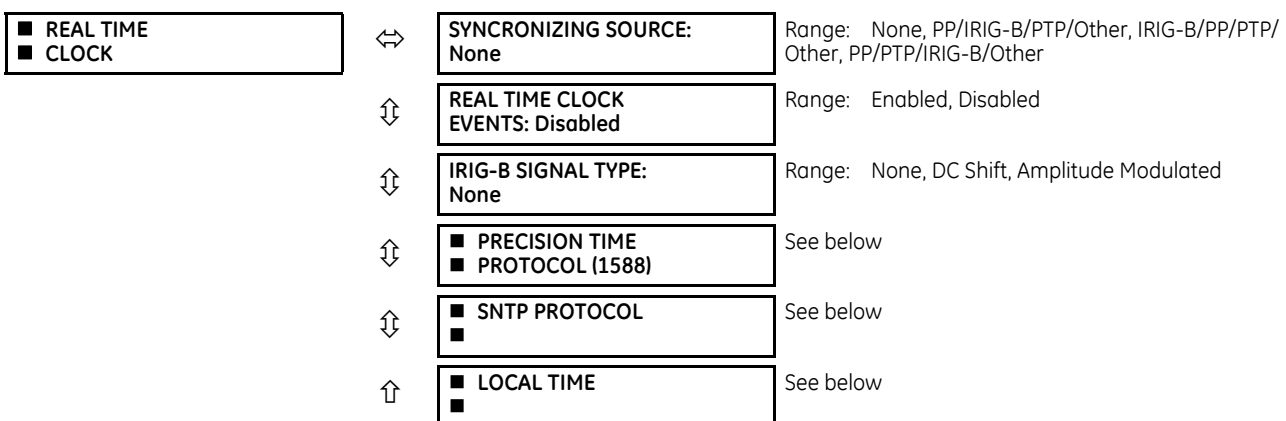 ■ REAL TIME
■ CLOCK
SYNCRONIZING SOURCE:
None
Range: None, PP/IRIG-B/PTP/Other, IRIG-B/PP/PTP/
Other, PP/PTP/IRIG-B/Other
REAL TIME CLOCK
EVENTS: Disabled
Range: Enabled, Disabled
IRIG-B SIGNAL TYPE:
None
Range: None, DC Shift, Amplitude Modulated
■ PRECISION TIME
■ PROTOCOL (1588)
See below
■ SNTP PROTOCOL
■
See below
■ LOCAL TIME
■
See below